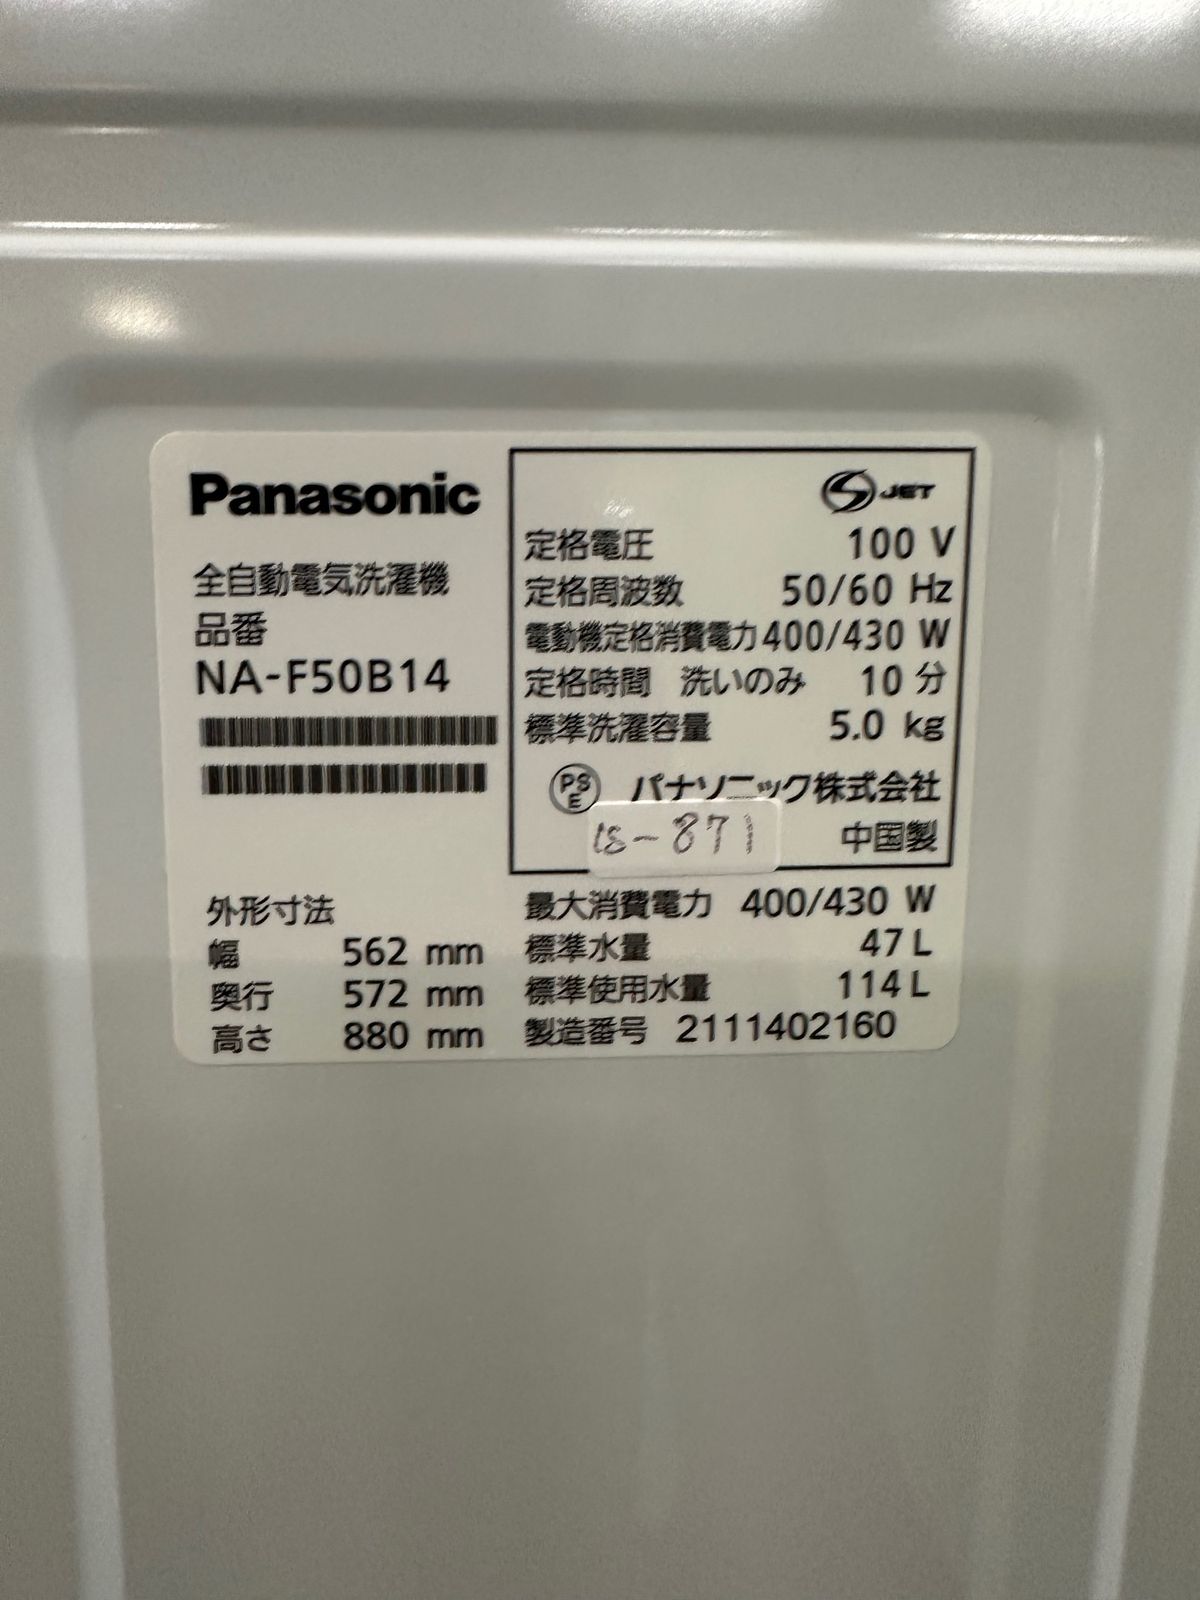 Panasonic
全自動電気洗濯機
品番
NA-F50B14
外形寸法
幅 562 mm
奥行 572 mm
高さ 880 mm
JET
定格電圧 100 V
定格周波数 50/60 Hz
電動機定格消費電力 400/430 W
定格時間 洗いのみ 10 分
標準洗濯容量 5.0 kg
PS E パナソニック株式会社
中国製
-871
最大消費電力 400/430 W
標準水量 47 L
標準使用水量 114 L
製造番号 2111402160